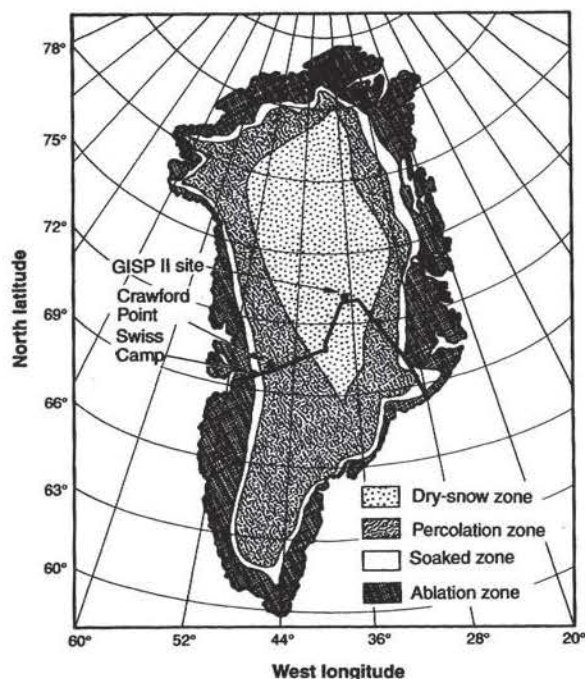 78°
75°
72°
69°
66°
63°
60°
North latitude
GISP II site
Crawford
Point
Swiss
Camp
Dry-snow zone
Percolation zone
Soaked zone
Ablation zone
60°
52°
44°
36°
28°
20°
West longitude